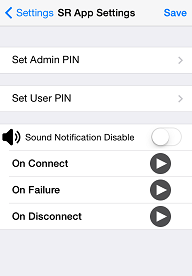 Settings SR App Settings Save
Set Admin PIN
Set User PIN
Sound Notification Disable
On Connect
On Failure
On Disconnect